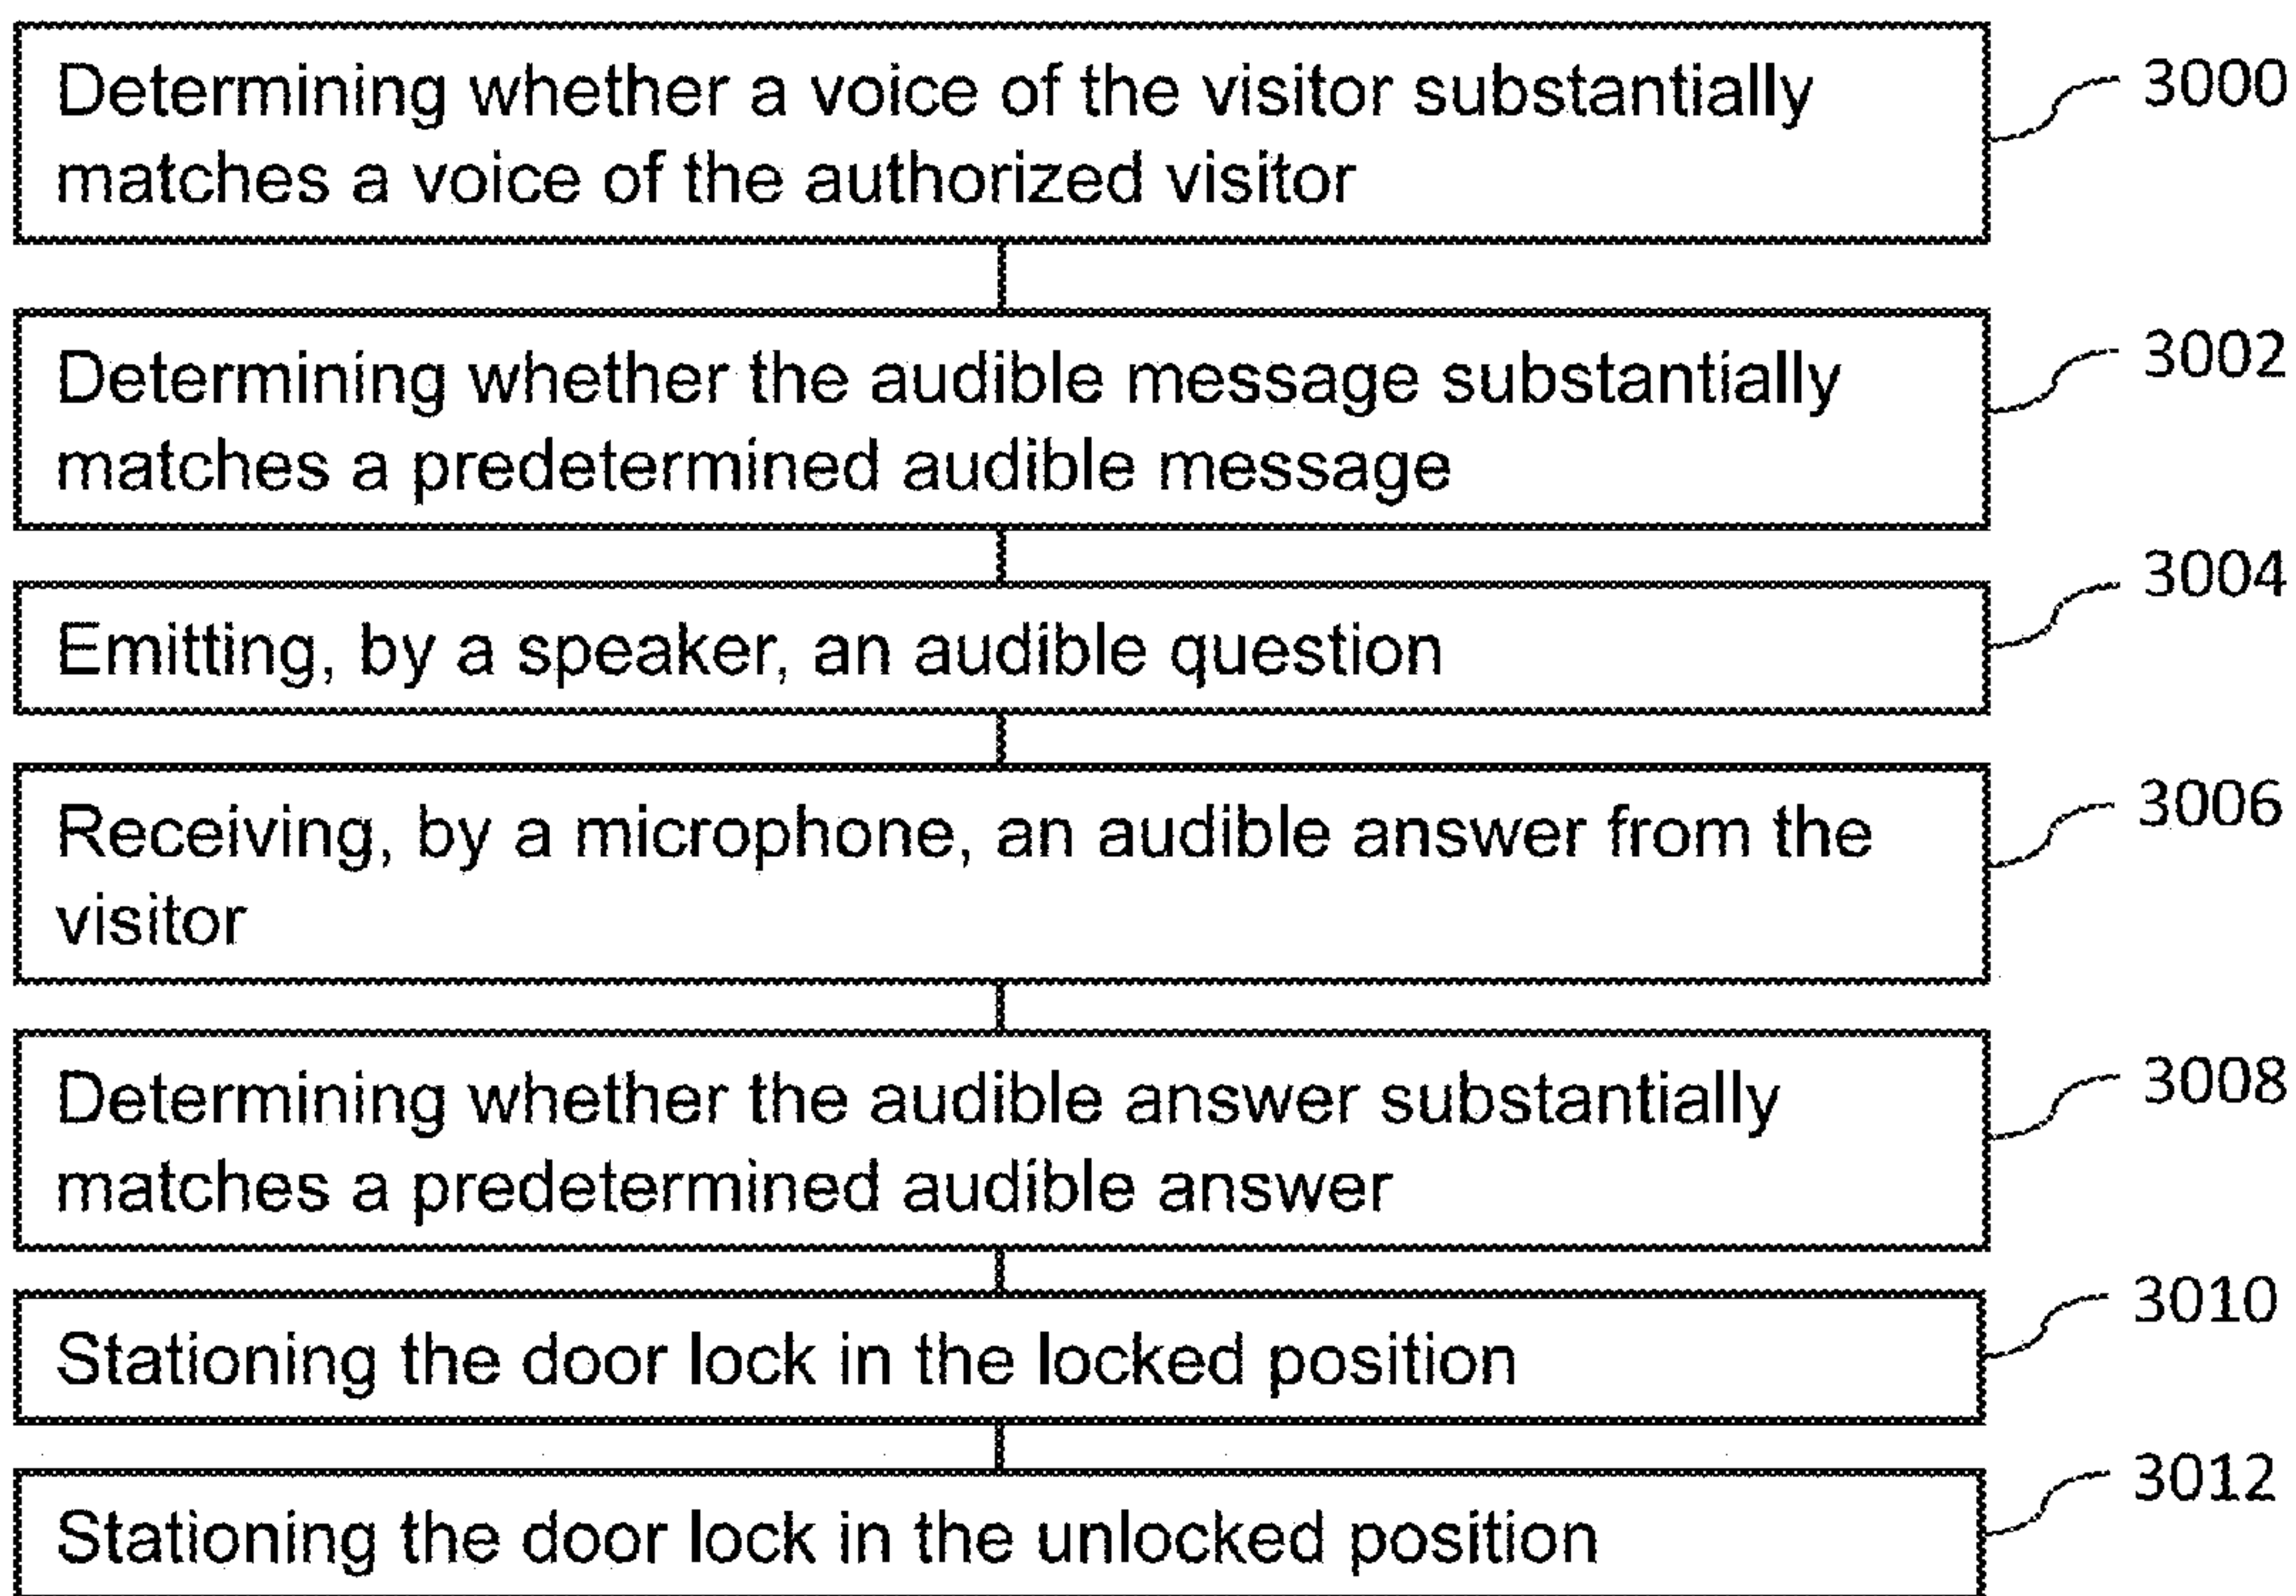 Determining whether a voice of the visitor substantially
matches a voice of the authorized visitor
3000
Determining whether the audible message substantially
matches a predetermined audible message
3002
Emitting, by a speaker, an audible question
3004
Receiving, by a microphone, an audible answer from the
visitor
3006
Determining whether the audible answer substantially
matches a predetermined audible answer
3008
Stationing the door lock in the locked position
3010
Stationing the door lock in the unlocked position
3012